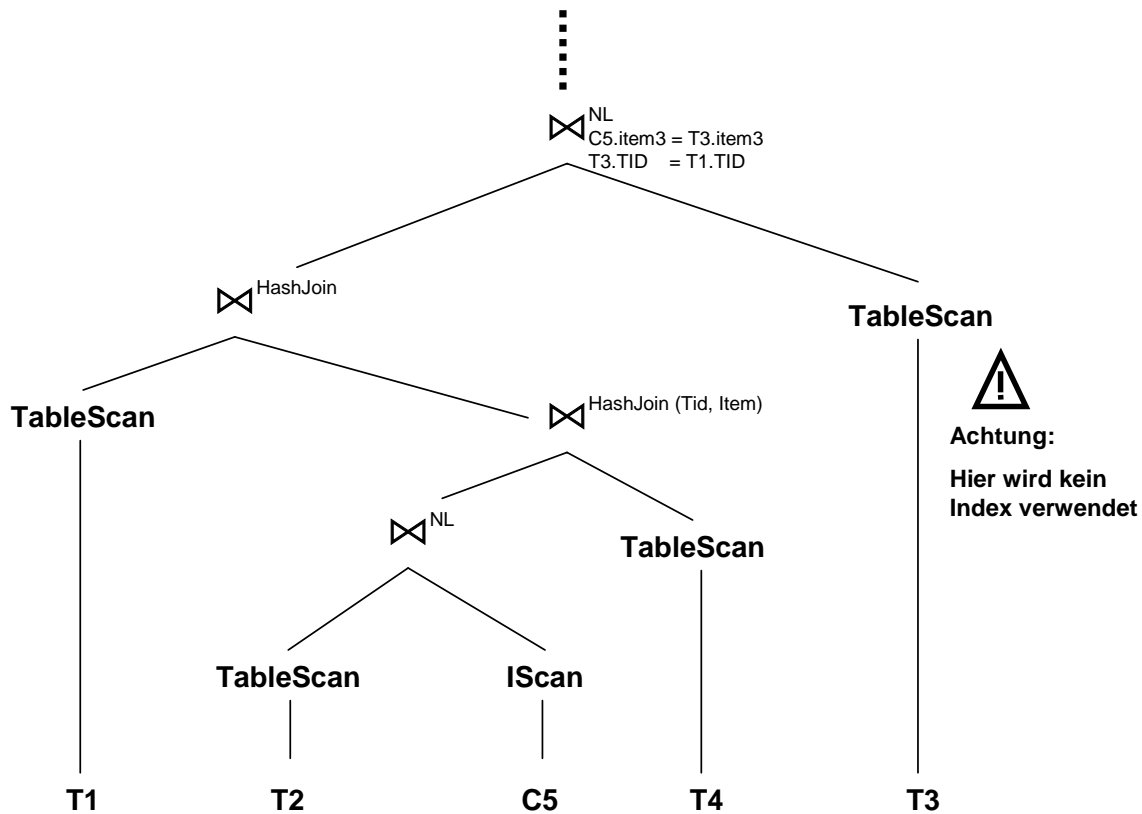 NL
C5.item3 = T3.item3
T3.TID = T1.TID
HashJoin
TableScan
TableScan
HashJoin (Tid, Item)
!
Achtung:
Hier wird kein
Index verwendet
NL
TableScan
TableScan
IScan
T1
T2
C5
T4
T3